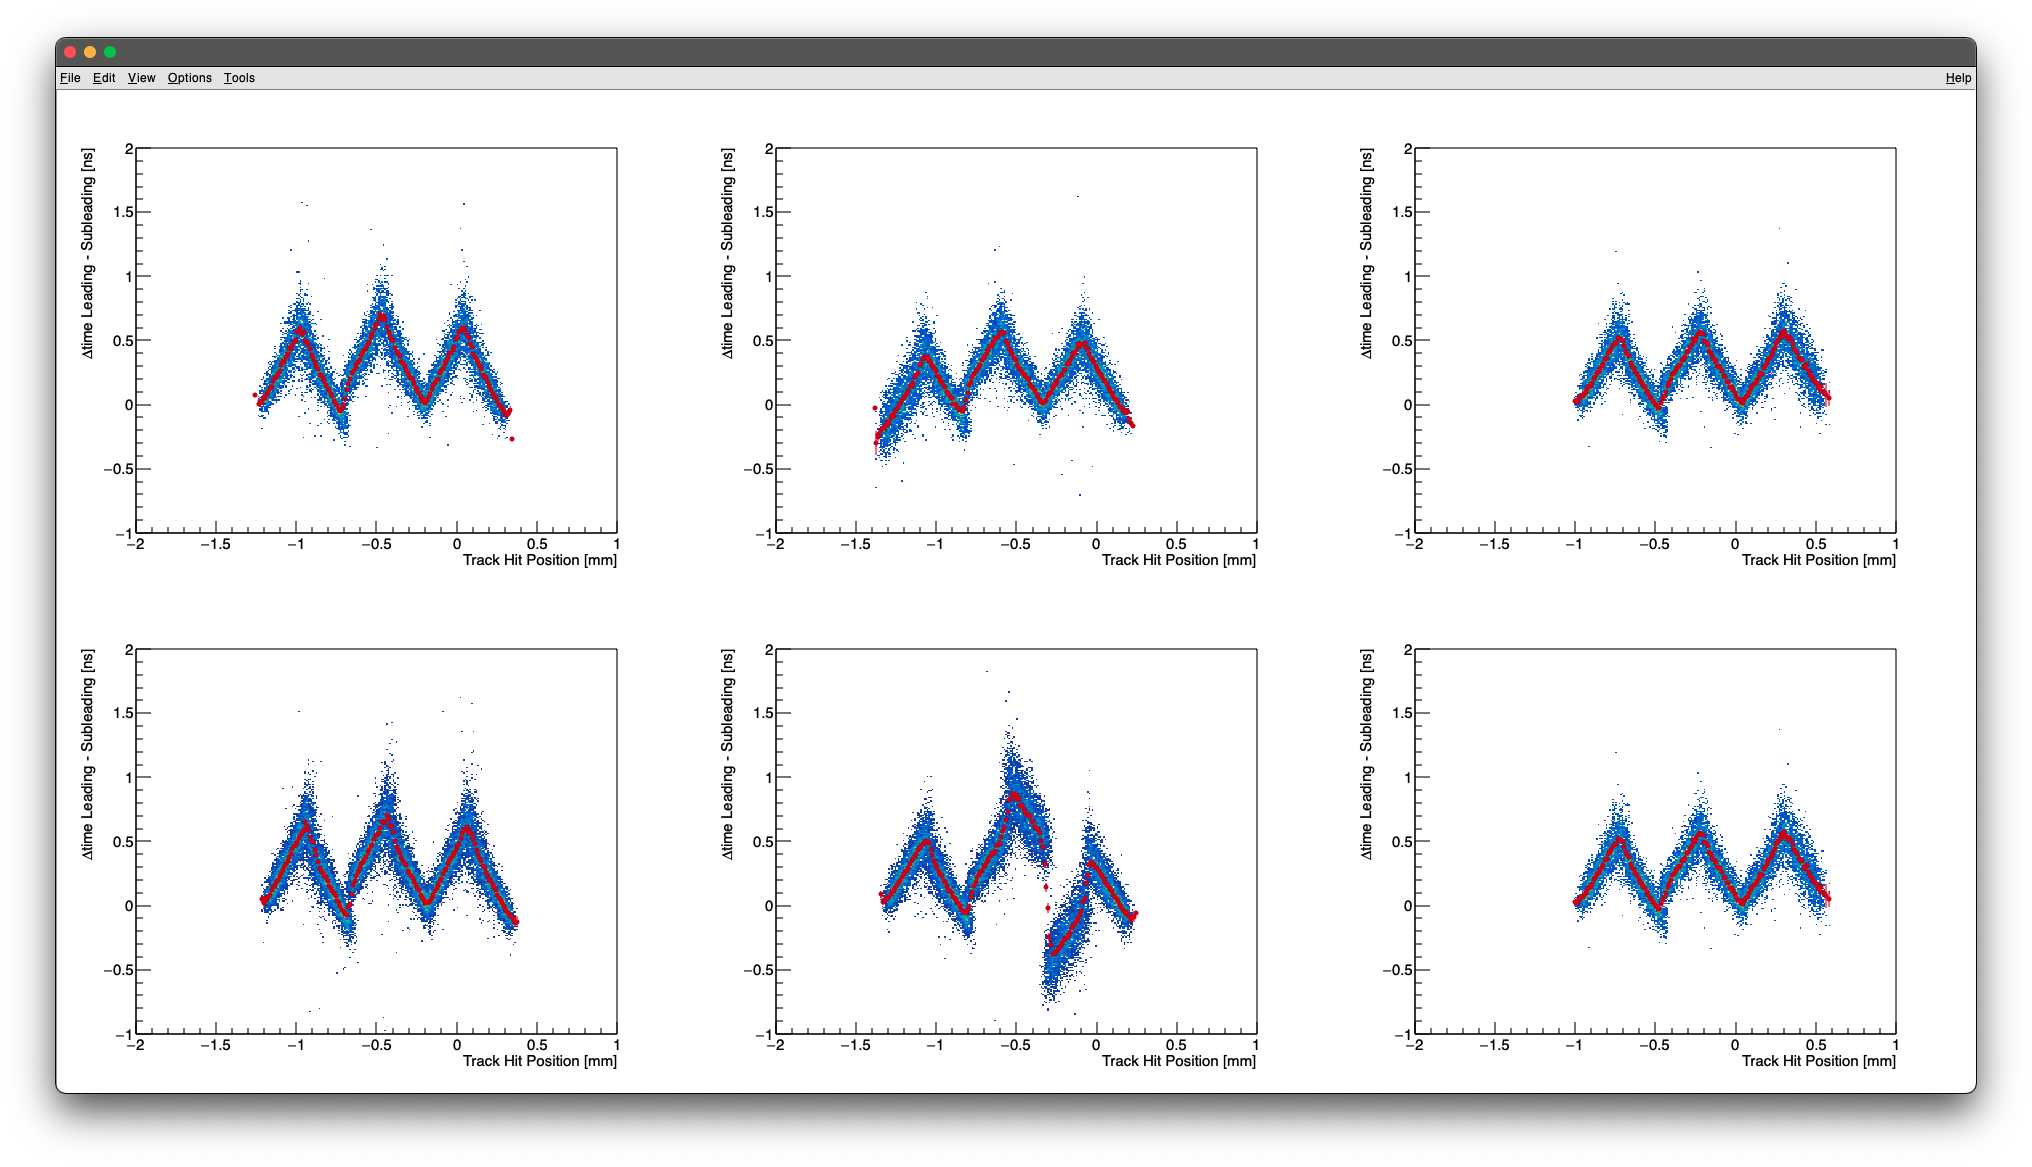 File Edit View Options Tools Help
2 2 2
1.5 1.5 1.5
1 1 1
0.5 0.5 0.5
0 0 0
−0.5 −0.5 −0.5
−1 −1 −1
Δtime Leading - Subleading [ns] Δtime Leading - Subleading [ns] Δtime Leading - Subleading [ns]
−2 −1.5 −1 −0.5 0 0.5 1 −2 −1.5 −1 −0.5 0 0.5 1 −2 −1.5 −1 −0.5 0 0.5 1
Track Hit Position [mm] Track Hit Position [mm] Track Hit Position [mm]
2 2 2
1.5 1.5 1.5
1 1 1
0.5 0.5 0.5
0 0 0
−0.5 −0.5 −0.5
−1 −1 −1
Δtime Leading - Subleading [ns] Δtime Leading - Subleading [ns] Δtime Leading - Subleading [ns]
−2 −1.5 −1 −0.5 0 0.5 1 −2 −1.5 −1 −0.5 0 0.5 1 −2 −1.5 −1 −0.5 0 0.5 1
Track Hit Position [mm] Track Hit Position [mm] Track Hit Position [mm]